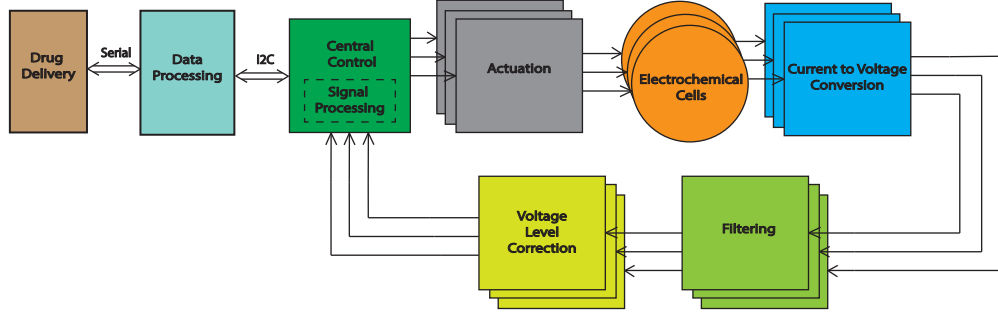 Drug
Delivery
Serial
Data
Processing
I2C
Central
Control
Signal
Processing
Actuation
Electrochemical
Cells
Current to Voltage
Conversion
Voltage
Level
Correction
Filtering